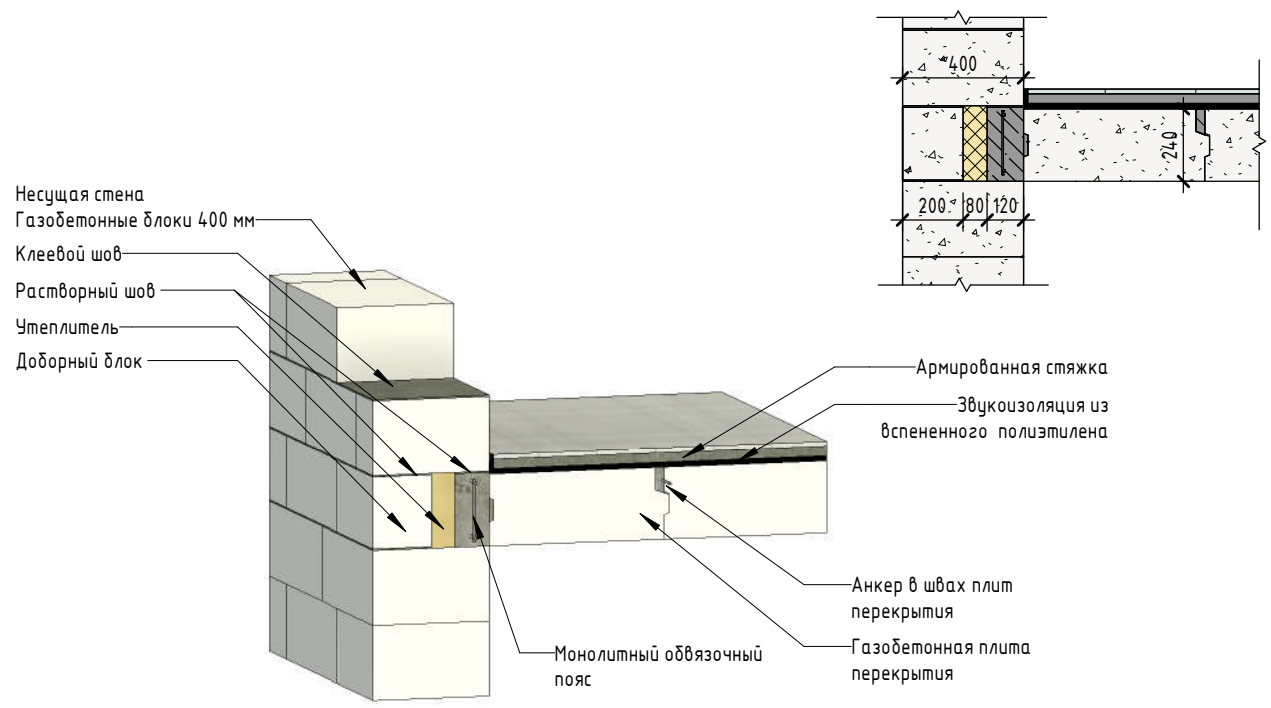 400
240
200 80 120
Несущая стена
Газобетонные блоки 400 мм
Клеевой шов
Растворный шов
Утеплитель
Доборный блок
Армированная стяжка
Звукоизоляция из
вспененного полиэтилена
Анкер в швах плит
перекрытия
Газобетонная плита
перекрытия
Монолитный обвязочный
пояс